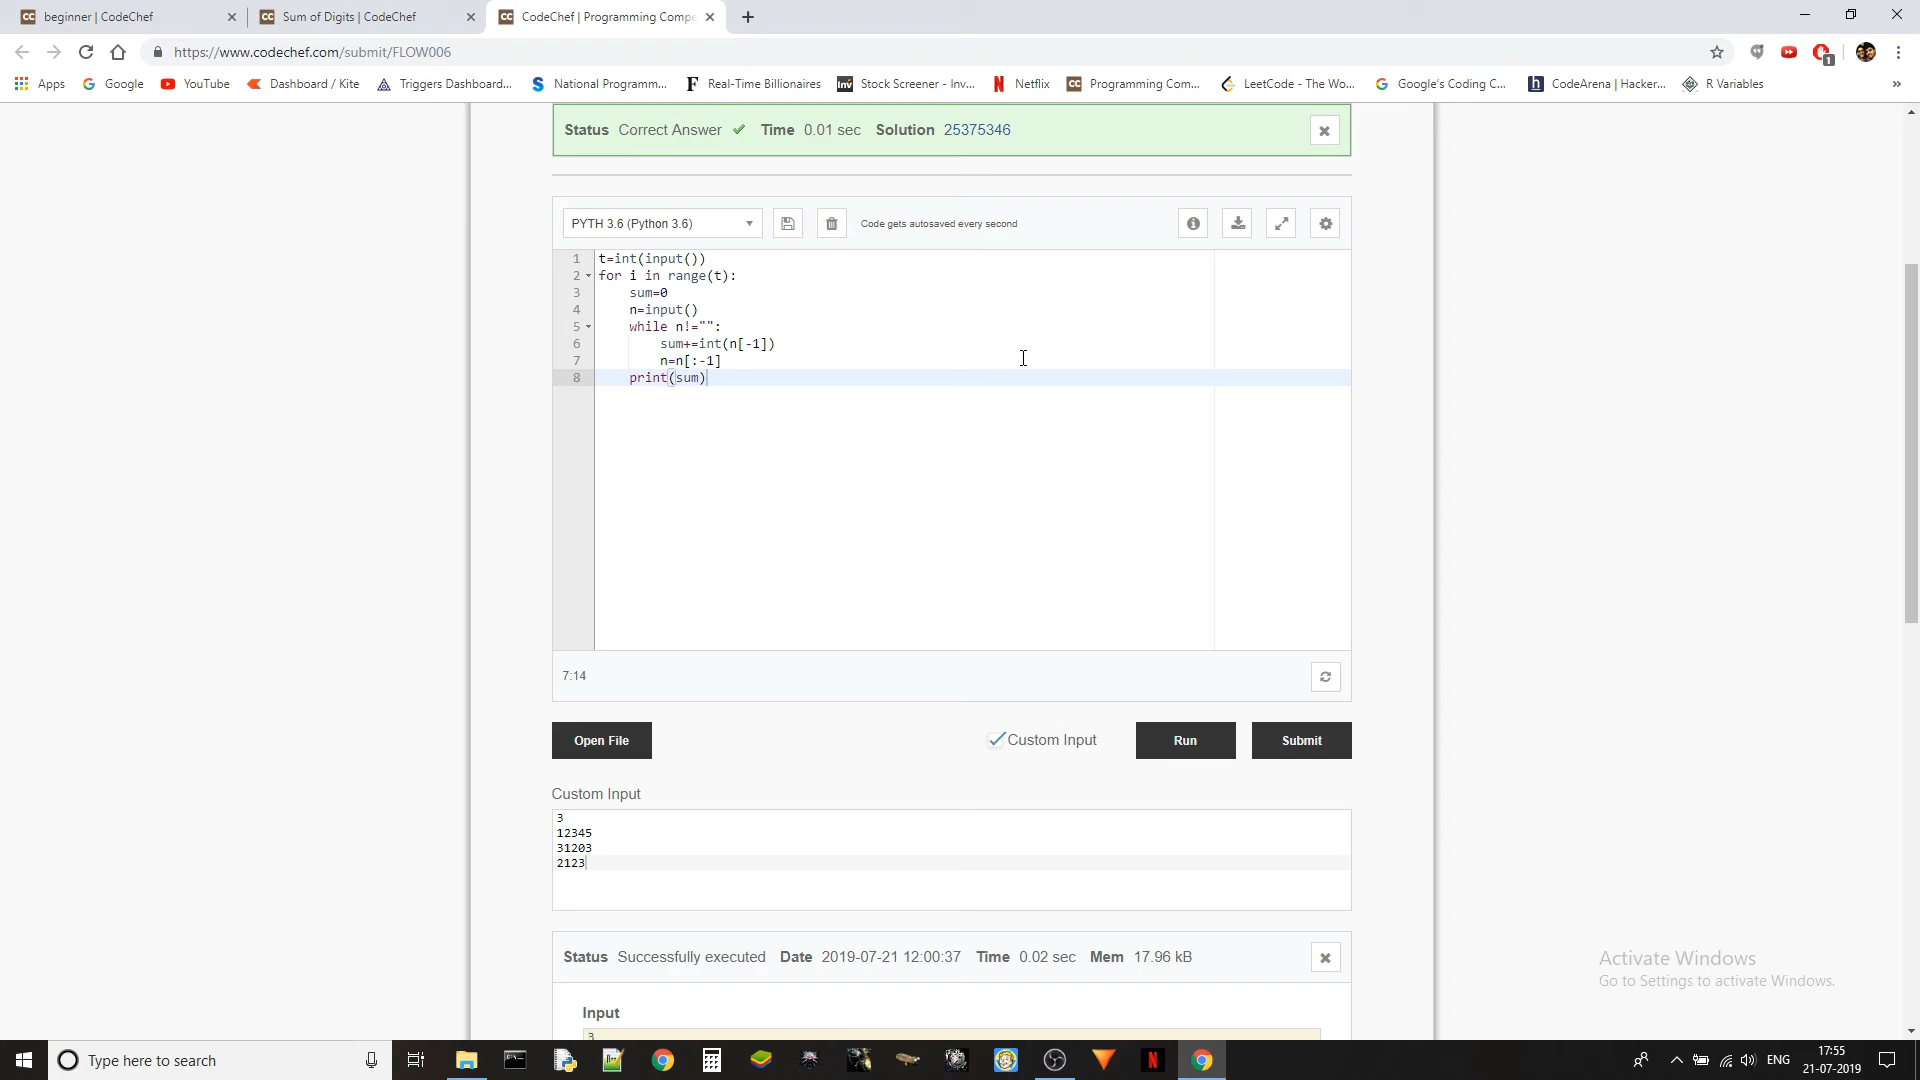 beginner | CodeChef
Sum of Digits | CodeChef
CodeChef | Programming Compe
https://www.codechef.com/submit/FLOW006
Apps Google YouTube Dashboard / Kite Triggers Dashboard... National Programm... Real-Time Billionaires Stock Screener - Inv... Netflix Programming Com... LeetCode - The Wo... Google's Coding C... CodeArena | Hacker... R Variables »
Status Correct Answer Time 0.01 sec Solution 25375346
PYTH 3.6 (Python 3.6) Code gets autosaved every second
1 t=int(input())
2 for i in range(t):
3 sum=0
4 n=input()
5 while n!="":
6 sum+=int(n[-1])
7 n=n[:-1]
8 print(sum)
7:14
Open File Custom Input Run Submit
Custom Input
3
12345
31203
2123
Status Successfully executed Date 2019-07-21 12:00:37 Time 0.02 sec Mem 17.96 kB
Input
3
Activate Windows
Go to Settings to activate Windows.
Type here to search
ENG
17:55
21-07-2019